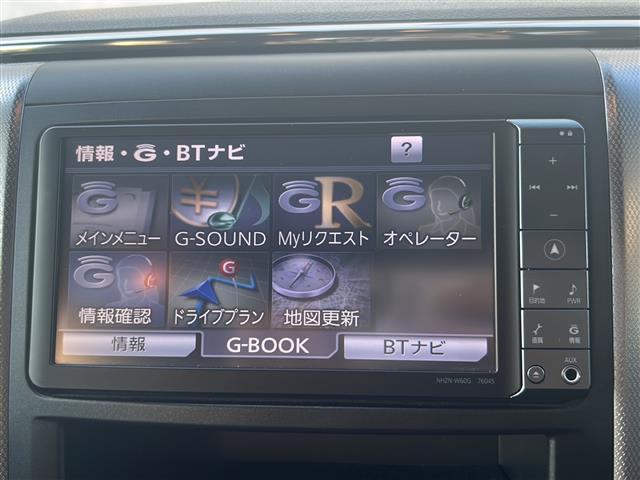 情報・G・BTナビ ?
メインメニュー G-SOUND Myリクエスト オペレーター
情報確認 ドライブプラン 地図更新
情報 G-BOOK BTナビ
目的地 PWR
画質 情報
AUX
NHZN-W60G 76045